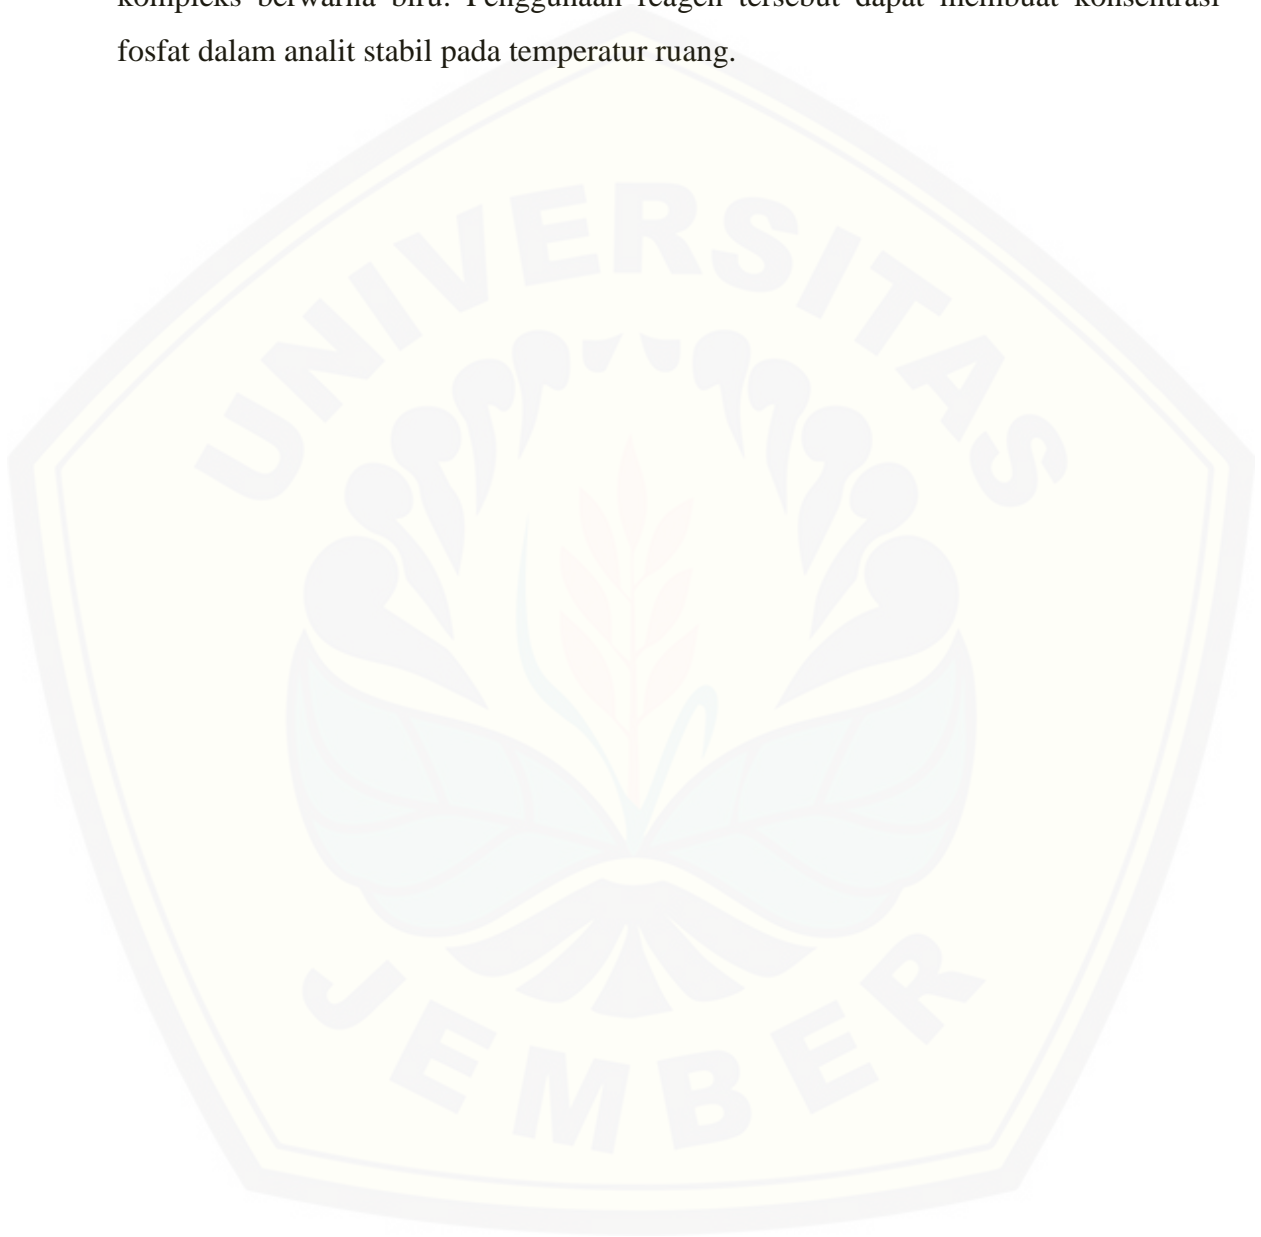 kompleks berwarna biru. Penggunaan reagen tersebut dapat membuat konsentrasi
fosfat dalam analit stabil pada temperatur ruang.
UNIVERSITAS
JEMBER